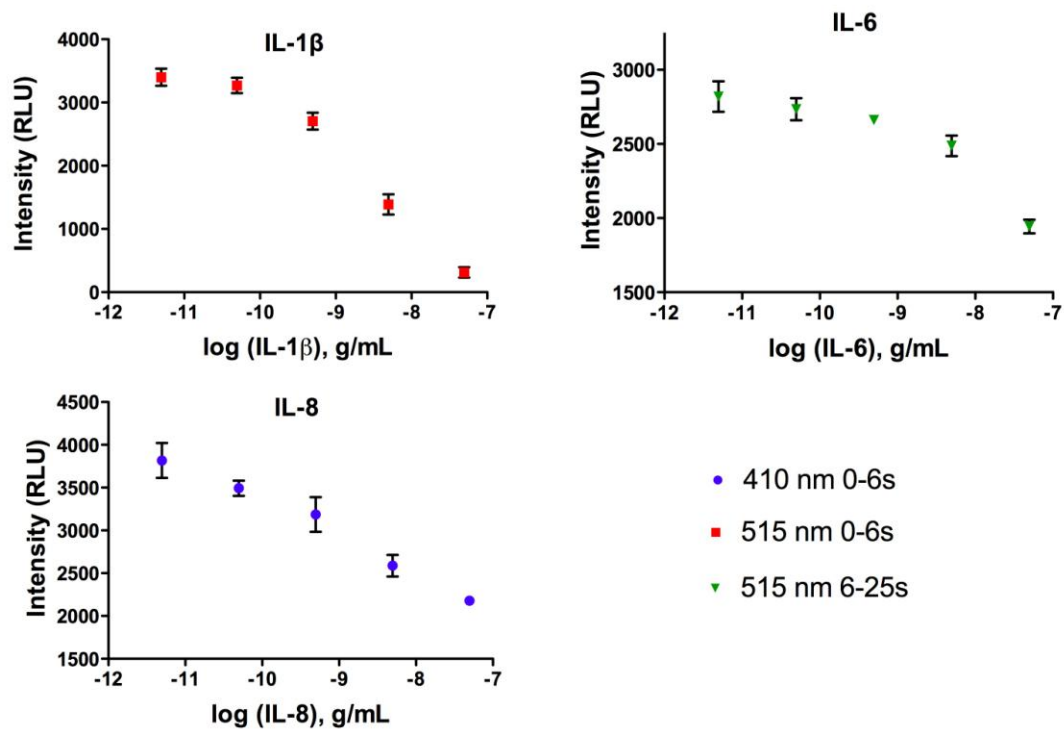 IL-1β
Intensity (RLU)
4000
3000
2000
1000
0
-12 -11 -10 -9 -8 -7
log (IL-1β), g/mL
IL-6
Intensity (RLU)
3000
2500
2000
1500
-12 -11 -10 -9 -8 -7
log (IL-6), g/mL
IL-8
Intensity (RLU)
4500
4000
3500
3000
2500
2000
1500
-12 -11 -10 -9 -8 -7
log (IL-8), g/mL
410 nm 0-6s
515 nm 0-6s
515 nm 6-25s